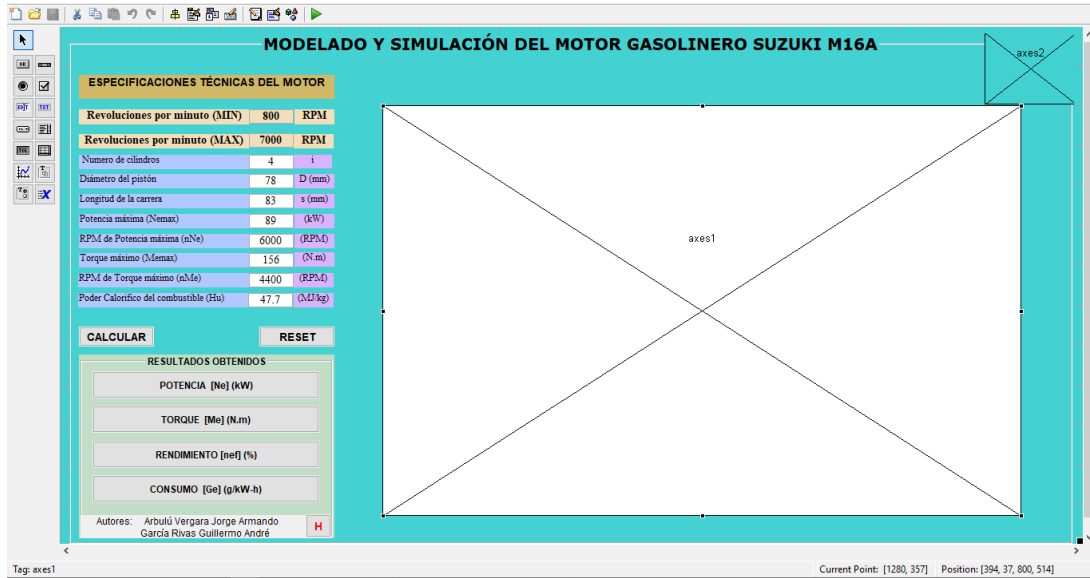 MODELADO Y SIMULACIÓN DEL MOTOR GASOLINERO SUZUKI M16A
axes2
ESPECIFICACIONES TÉCNICAS DEL MOTOR
Revoluciones por minuto (MIN) 800 RPM
Revoluciones por minuto (MAX) 7000 RPM
Numero de cilindros 4 i
Diámetro del pistón 78 D (mm)
Longitud de la carrera 83 s (mm)
Potencia máxima (Nemax) 89 (kW)
RPM de Potencia máxima (nNe) 6000 (RPM)
Torque máximo (Memax) 156 (N.m)
RPM de Torque máximo (nMe) 4400 (RPM)
Poder Calorifico del combustible (Hu) 47.7 (MJ/kg)
axes1
CALCULAR RESET
RESULTADOS OBTENIDOS
POTENCIA [Ne] (kW)
TORQUE [Me] (N.m)
RENDIMIENTO [nef] (%)
CONSUMO [Ge] (g/kW-h)
Autores: Arbulú Vergara Jorge Armando
García Rivas Guillermo André
H
Tag: axes1 Current Point: [1280, 357] Position: [394, 37, 800, 514]